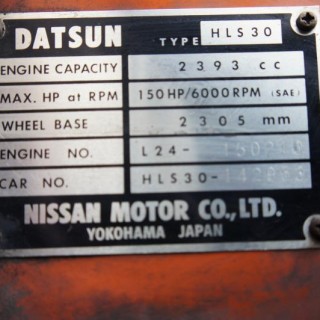 DATSUN TYPE HLS30
ENGINE CAPACITY 2393 cc
MAX. HP at RPM 150HP/6000RPM (SAE)
WHEEL BASE 2305 mm
ENGINE NO. L24-
CAR NO. HLS30-
NISSAN MOTOR CO., LTD.
YOKOHAMA JAPAN